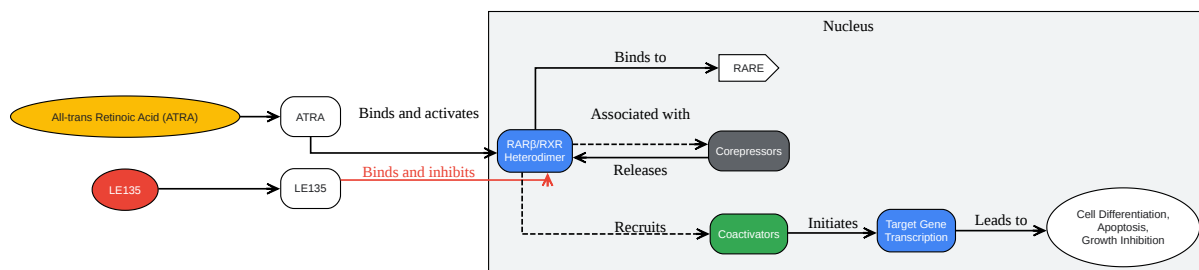 Nucleus
Binds to
RARE
All-trans Retinoic Acid (ATRA)
ATRA
Binds and activates
Associated with
RARβ/RXR
Heterodimer
Corepressors
Releases
LE135
LE135
Binds and inhibits
Recruits
Coactivators
Initiates
Target Gene
Transcription
Leads to
Cell Differentiation,
Apoptosis,
Growth Inhibition